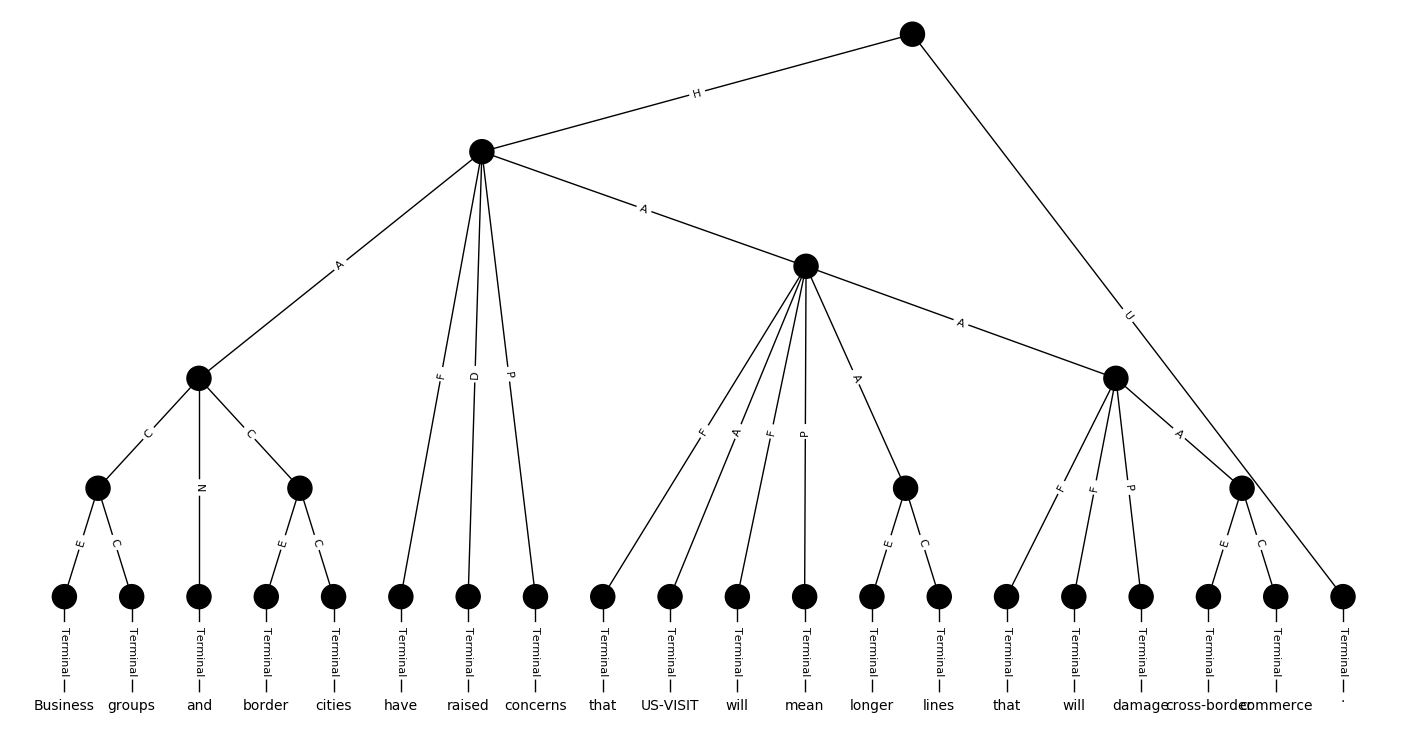 H
A
A
A
U
C
N
C
F
D
P
F
A
F
P
A
F
F
P
A
E
C
E
C
E
C
E
C
Terminal Terminal Terminal Terminal Terminal Terminal Terminal Terminal Terminal Terminal Terminal Terminal Terminal Terminal Terminal Terminal Terminal Terminal Terminal Terminal
Business groups and border cities have raised concerns that US-VISIT will mean longer lines that will damage cross-border commerce .